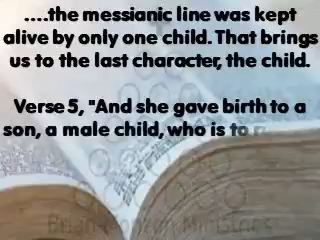 ....the messianic line was kept
alive by only one child. That brings
us to the last character, the child.
Verse 5, "And she gave birth to a
son, a male child, who is to
Ministries